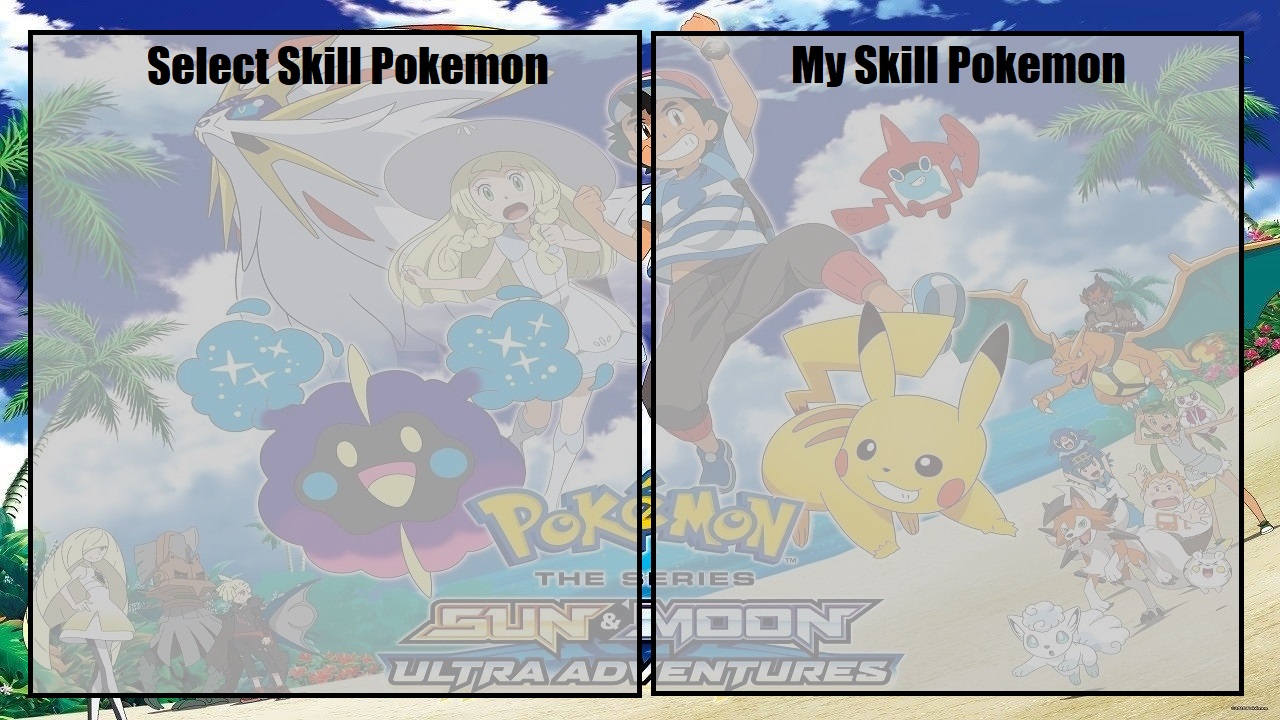 Select Skill Pokemon
My Skill Pokemon
POKéMON
THE SERIES
SUN & MOON
ULTRA ADVENTURES